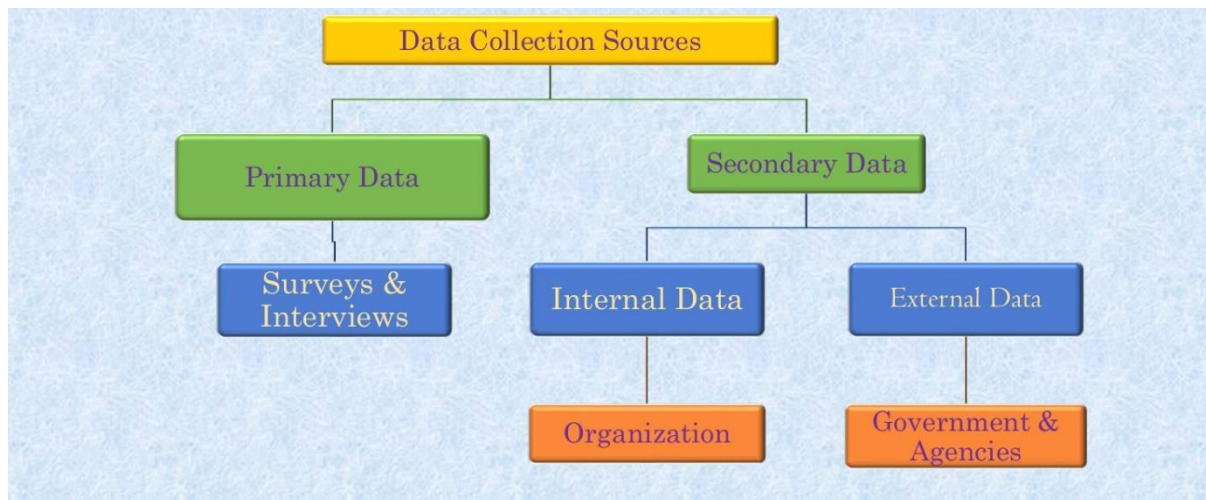 Data Collection Sources
Primary Data
Secondary Data
Surveys &
Interviews
Internal Data
External Data
Organization
Government &
Agencies